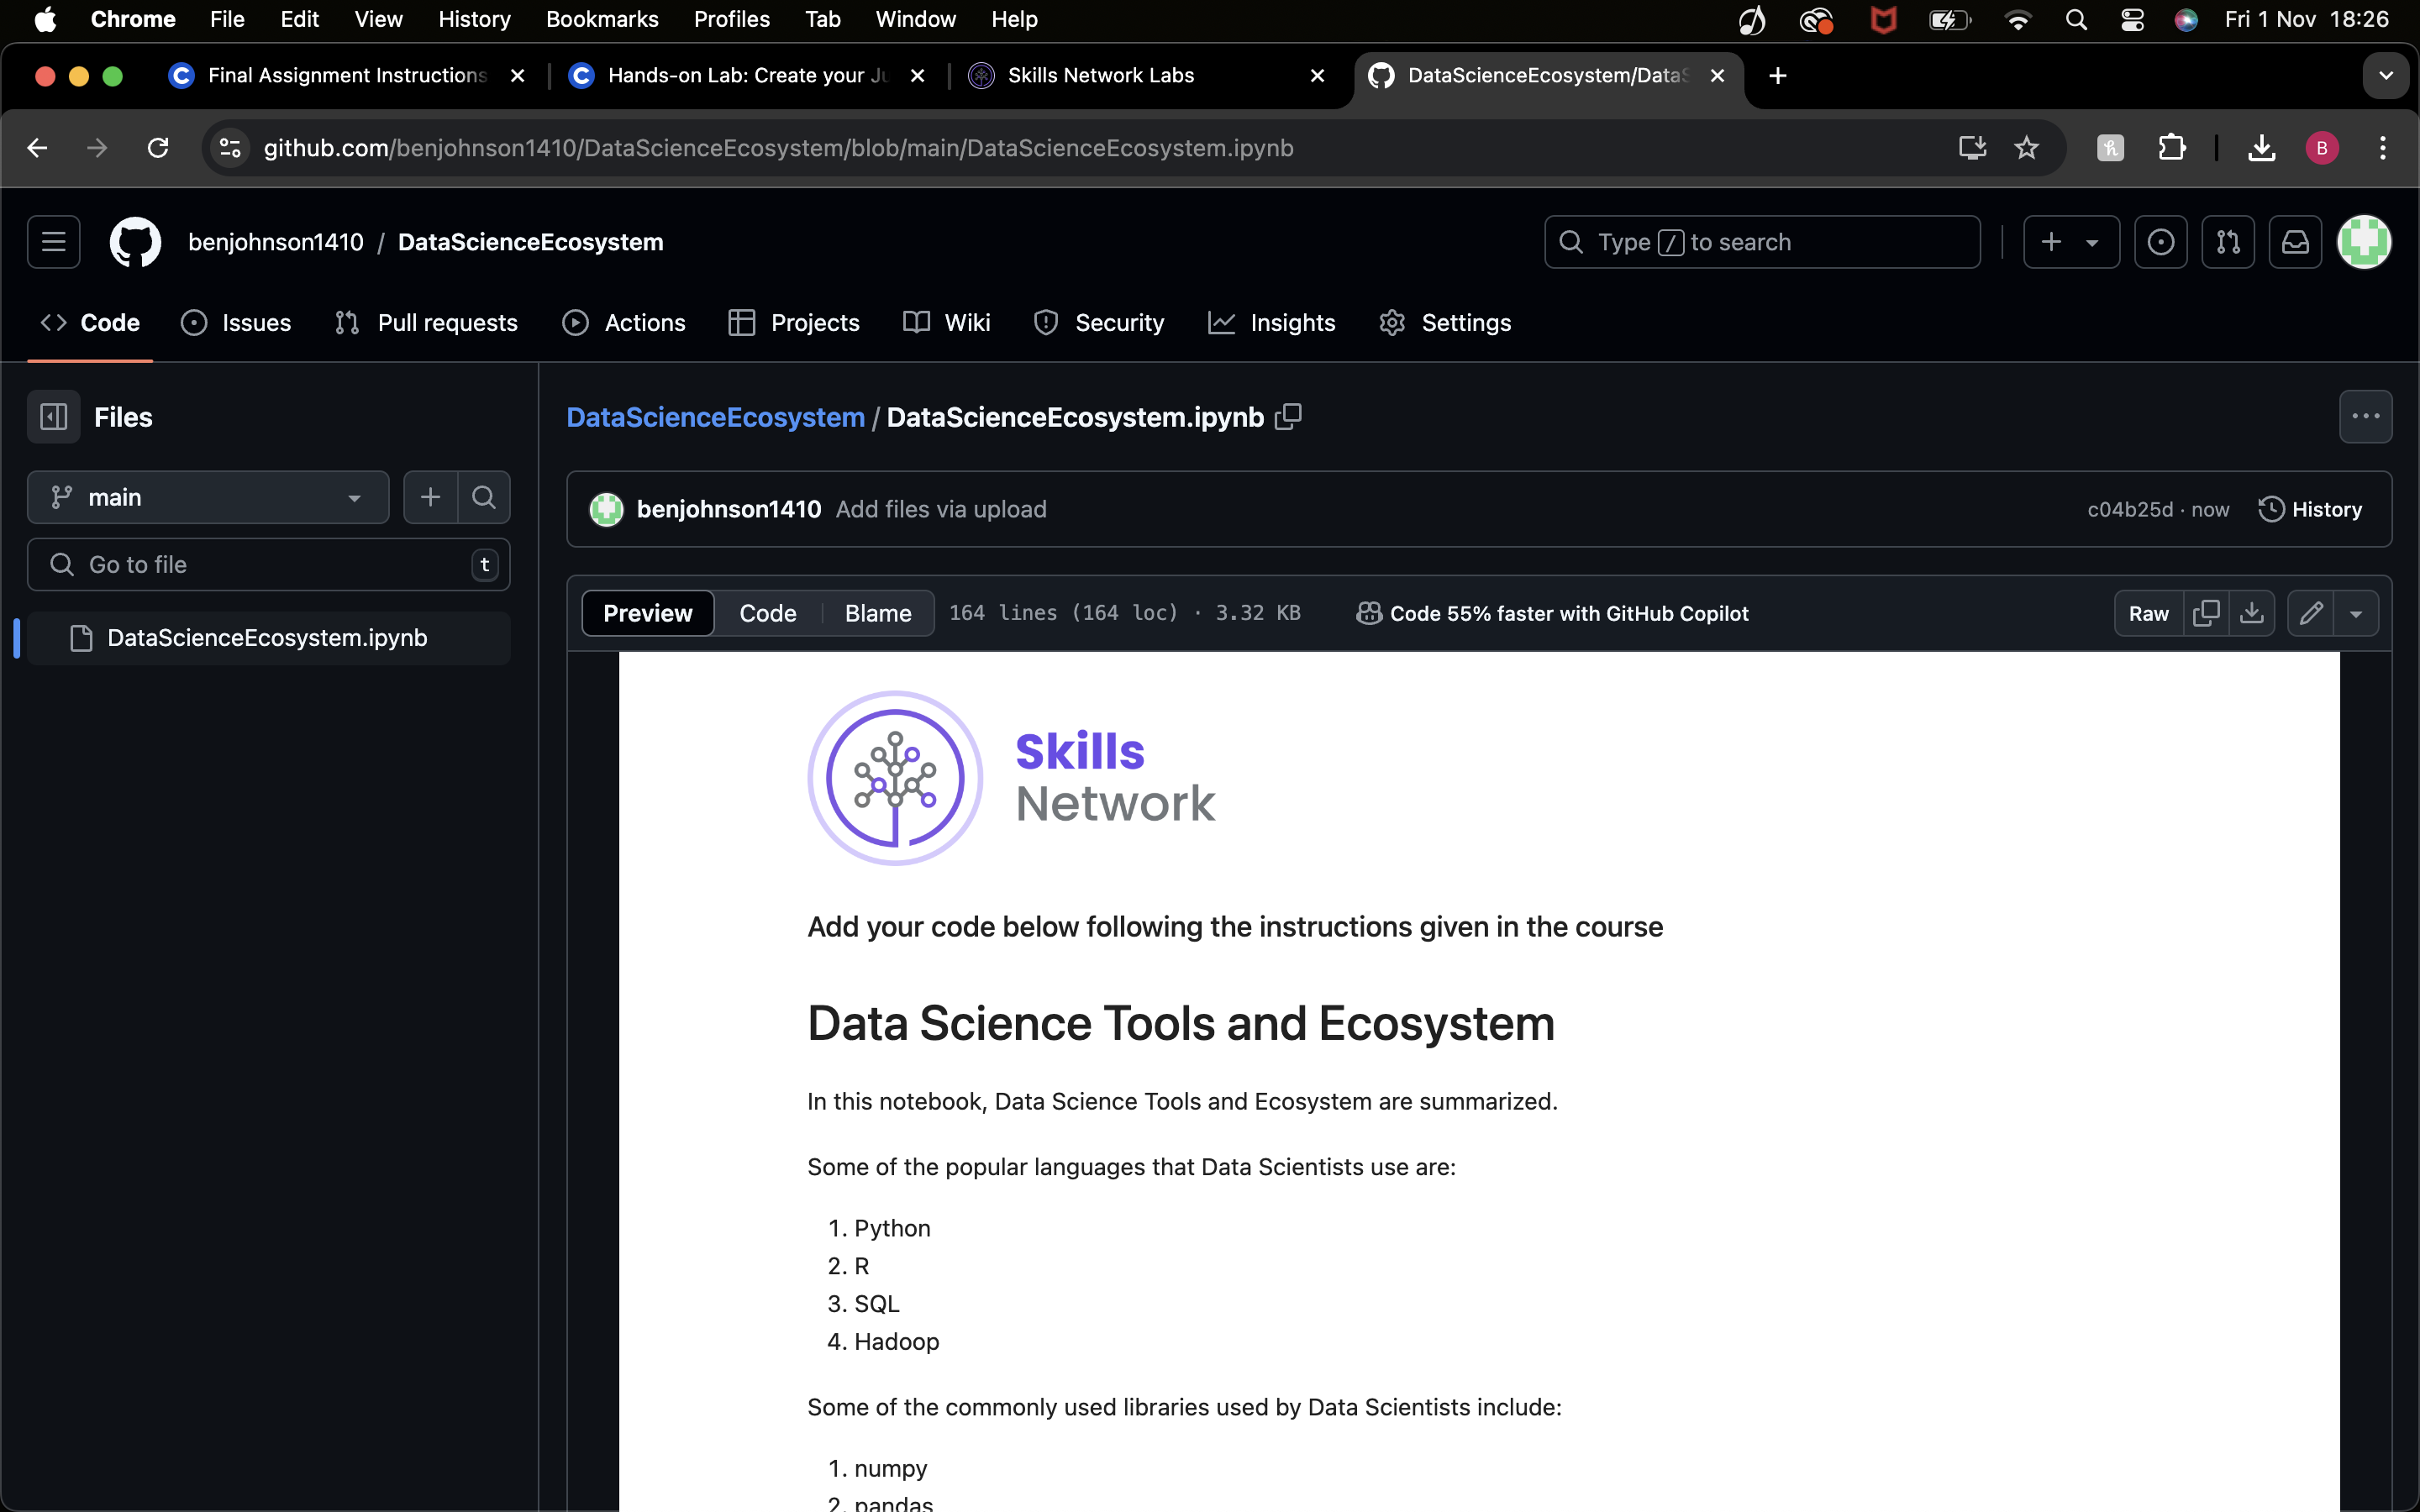 Chrome File Edit View History Bookmarks Profiles Tab Window Help Fri 1 Nov 18:26
Final Assignment Instructions Hands-on Lab: Create your Ju Skills Network Labs DataScienceEcosystem/DataS
github.com/benjohnson1410/DataScienceEcosystem/blob/main/DataScienceEcosystem.ipynb B
benjohnson1410 / DataScienceEcosystem Type / to search
Code Issues Pull requests Actions Projects Wiki Security Insights Settings
Files
main
Go to file t
DataScienceEcosystem.ipynb
DataScienceEcosystem / DataScienceEcosystem.ipynb
benjohnson1410 Add files via upload c04b25d · now History
Preview Code Blame 164 lines (164 loc) · 3.32 KB Code 55% faster with GitHub Copilot Raw
Skills
Network
Add your code below following the instructions given in the course
Data Science Tools and Ecosystem
In this notebook, Data Science Tools and Ecosystem are summarized.
Some of the popular languages that Data Scientists use are:
1. Python
2. R
3. SQL
4. Hadoop
Some of the commonly used libraries used by Data Scientists include:
1. numpy
2. pandas